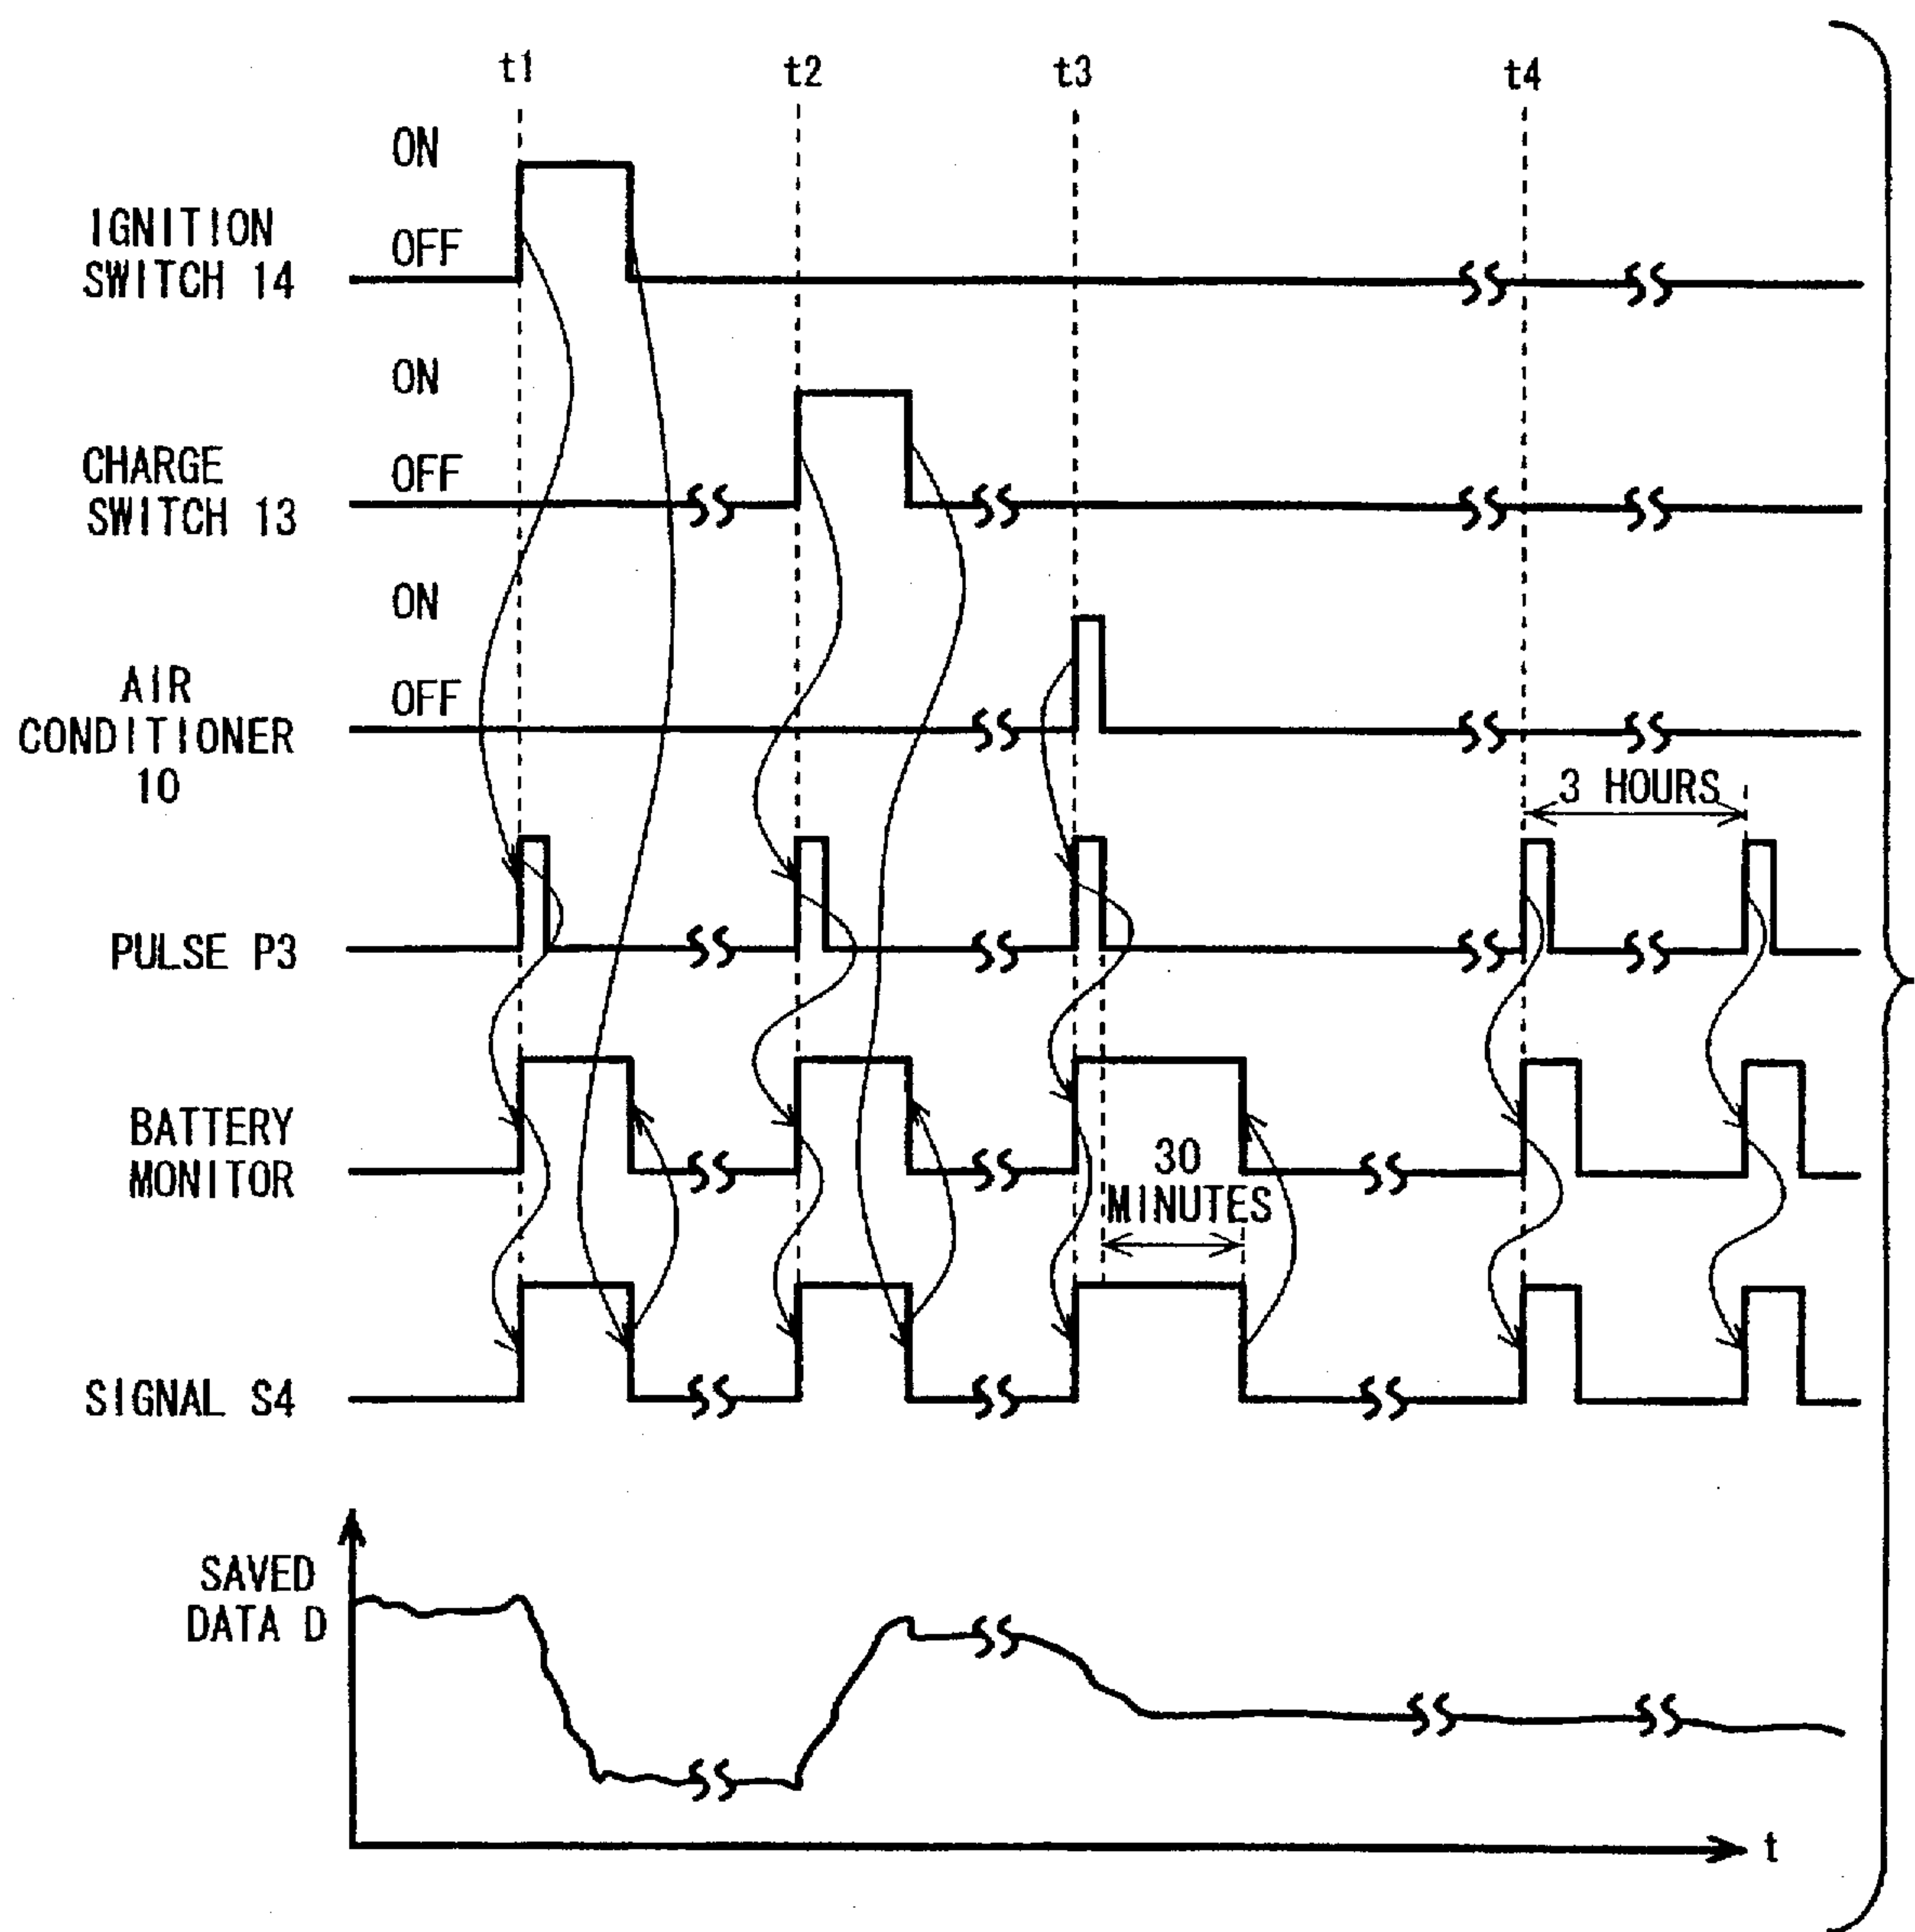 t1 t2 t3 t4
ON
IGNITION
SWITCH 14
OFF
ON
CHARGE
SWITCH 13
OFF
ON
AIR
CONDITIONER
10
OFF
3 HOURS
PULSE P3
BATTERY
MONITOR
30
MINUTES
SIGNAL S4
SAVED
DATA D
t